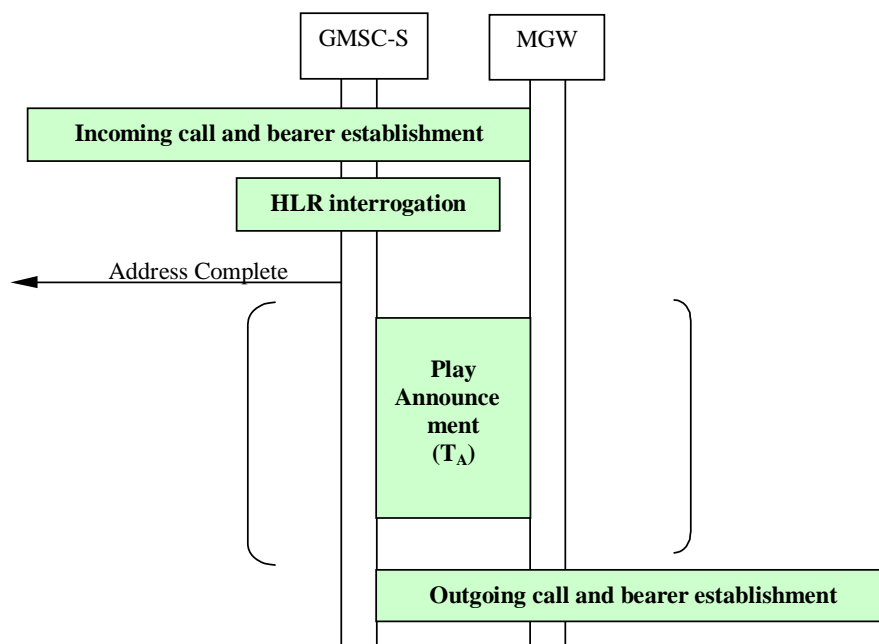 GMSC-S
MGW
Incoming call and bearer establishment
HLR interrogation
Address Complete
Play
Announce
ment
(TA)
Outgoing call and bearer establishment